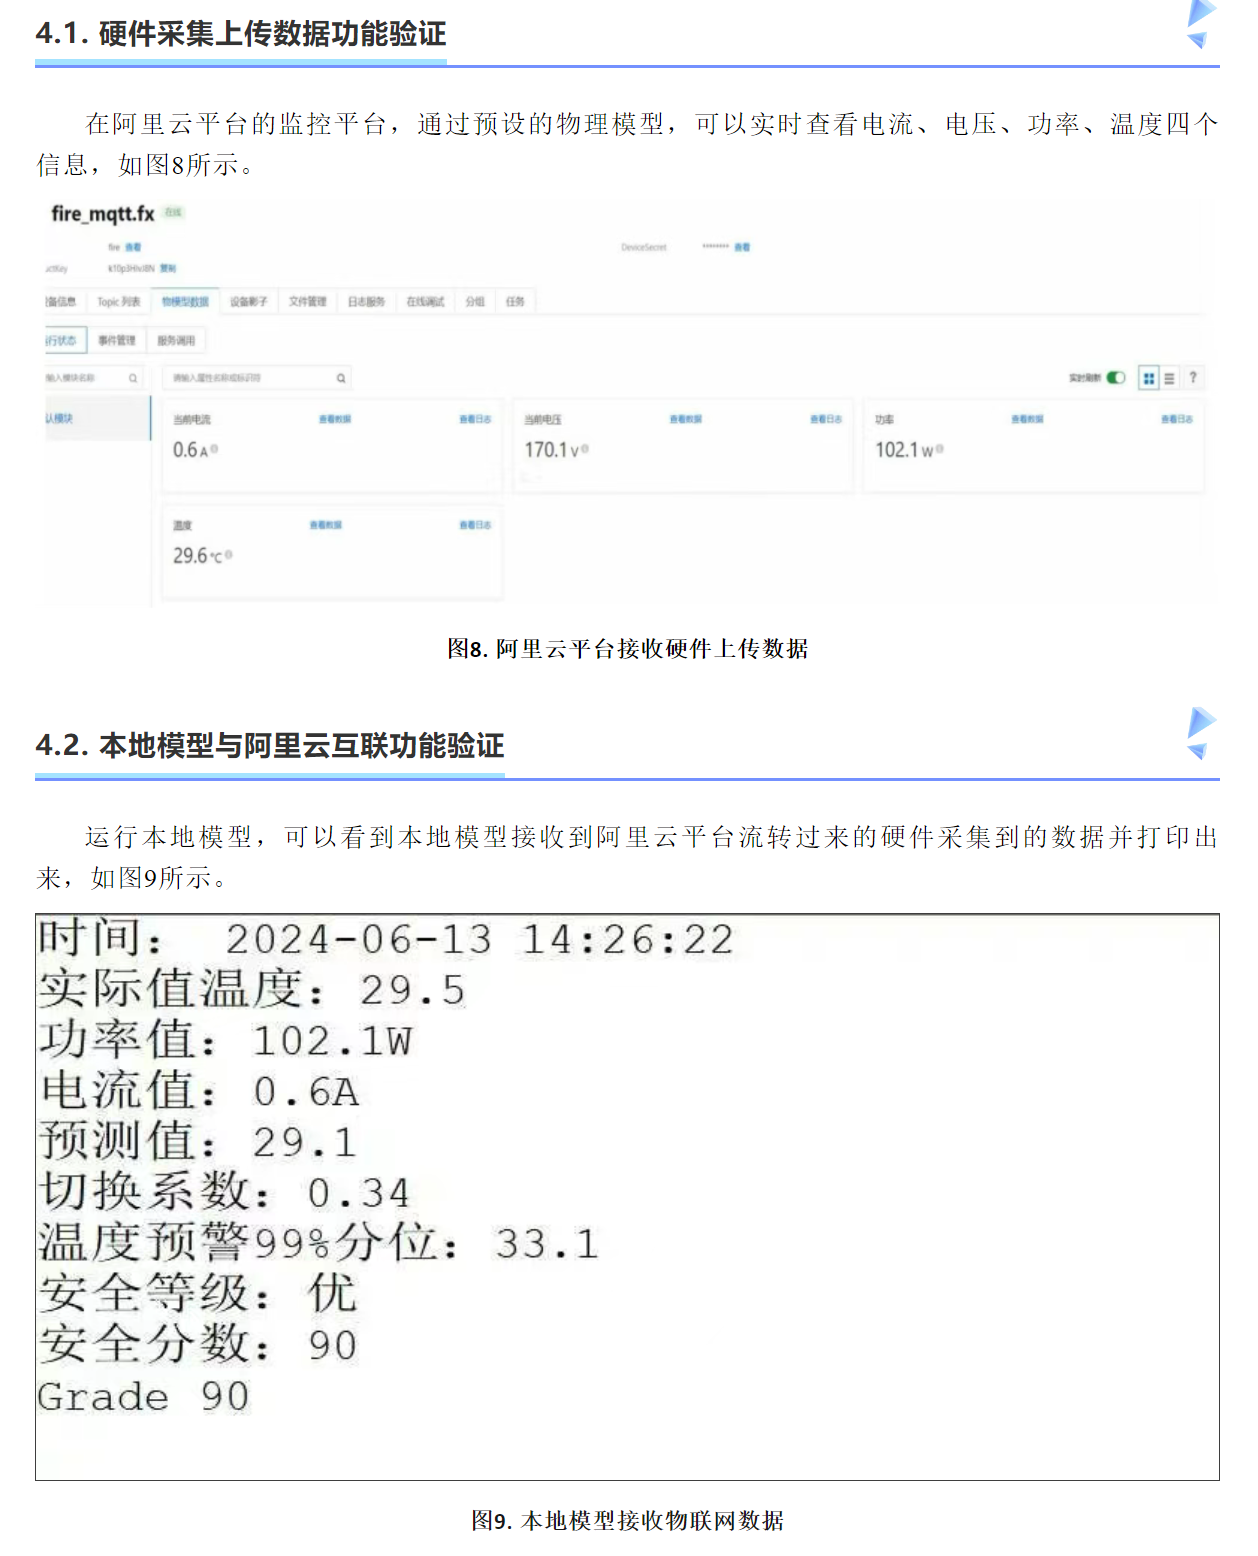 4.1. 硬件采集上传数据功能验证
在阿里云平台的监控平台，通过预设的物理模型，可以实时查看电流、电压、功率、温度四个
信息，如图8所示。
fire_mqtt.fx 在线
fire 查看 DeviceSecret ******** 查看
uctKey 复制
设备信息 Topic 列表 物模型数据 设备影子 文件管理 日志服务 在线调试 分组 任务
运行状态 事件管理 服务调用
输入模块名称 请输入属性名称或标识符 实时刷新 ?
认模块 当前电流 查看数据 查看日志 当前电压 查看数据 查看日志 功率 查看数据 查看日志
0.6 A 170.1 V 102.1 W
温度 查看数据 查看日志
29.6 °C
图8. 阿里云平台接收硬件上传数据
4.2. 本地模型与阿里云互联功能验证
运行本地模型，可以看到本地模型接收到阿里云平台流转过来的硬件采集到的数据并打印出
来，如图9所示。
时间： 2024-06-13 14:26:22
实际值温度：29.5
功率值：102.1W
电流值：0.6A
预测值：29.1
切换系数：0.34
温度预警99%分位：33.1
安全等级：优
安全分数：90
Grade 90
图9. 本地模型接收物联网数据